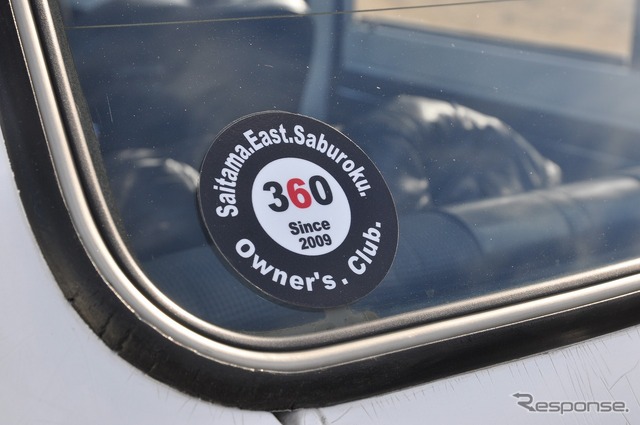 Saitama.East.Saburoku.
360
Since
2009
Owner's.Club.
Response.